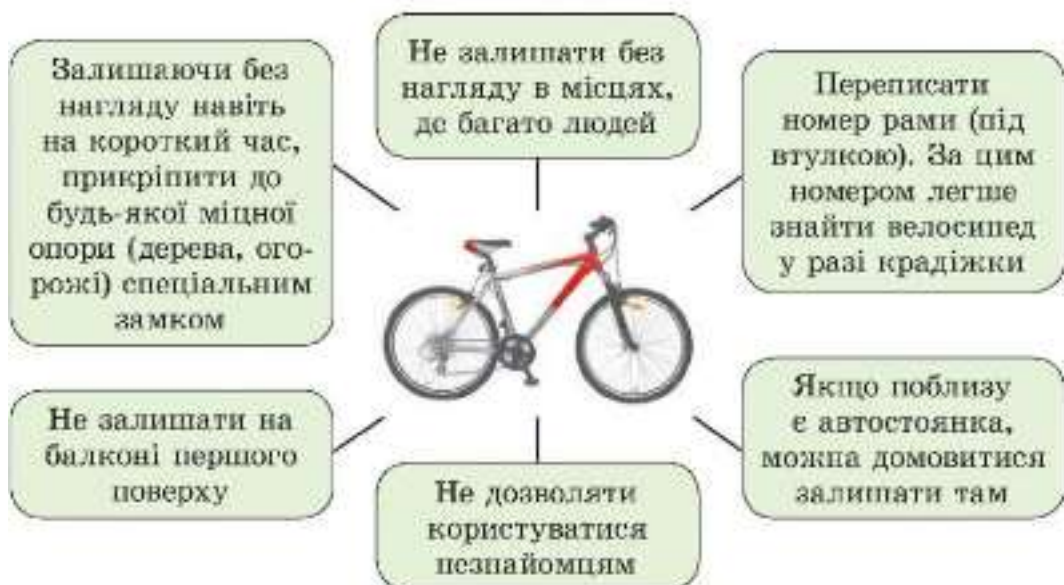 Залишаючи без
нагляду навіть
на короткий час,
прикріпити до
будь-якої міцної
опори (дерева, ого-
рожі) спеціальним
замком
Не залишати без
нагляду в місцях,
де багато людей
Переписати
номер рами (під
втулкою). За цим
номером легше
знайти велосипед
у разі крадіжки
Не залишати на
балконі першого
поверху
Не дозволяти
користуватися
незнайомцям
Якщо поблизу
є автостоянка,
можна домовитися
залишати там